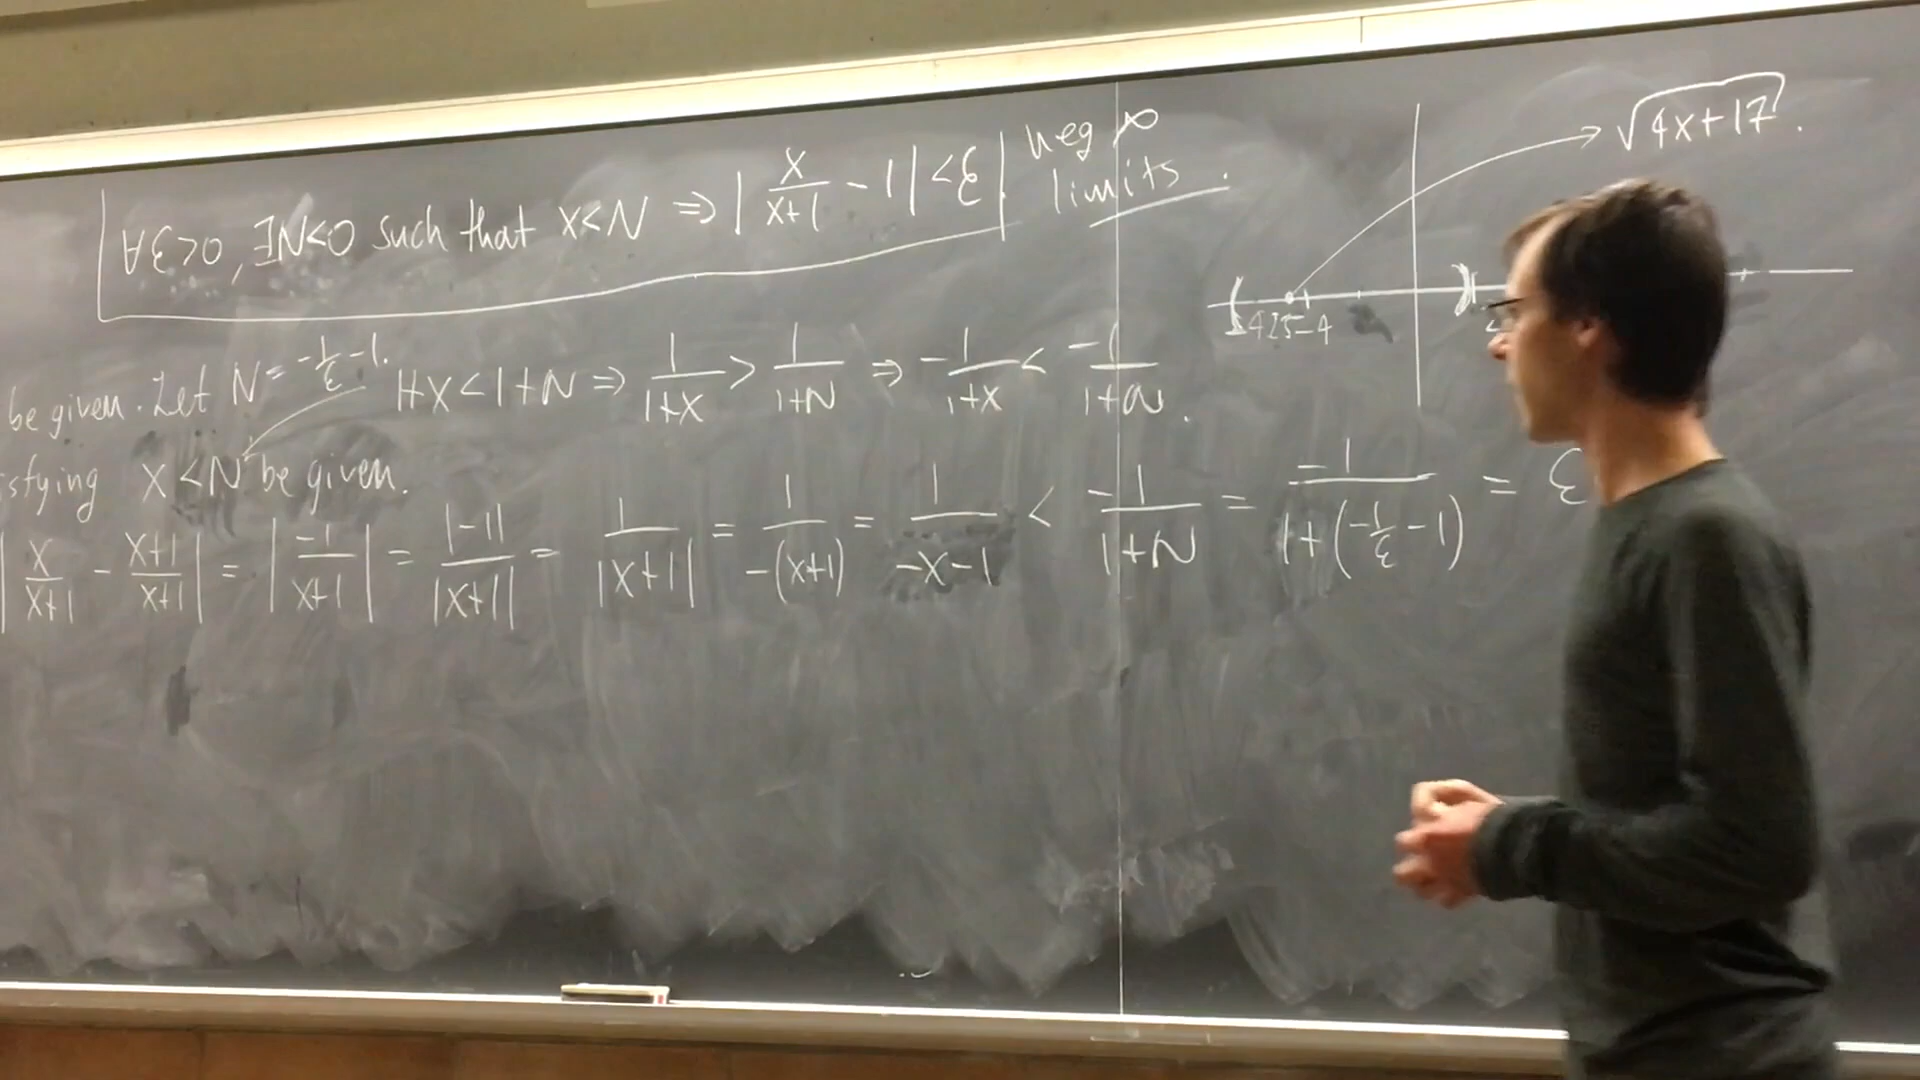 ∀ε>0, ∃N<0 such that x<N ⇒ | x/(x+1) - 1 | < ε.
neg ∞
limits.
√(4x+17).
-4
be given. Let N = -1/ε - 1.
1+x < 1+N ⇒ 1/(1+x) > 1/(1+N) ⇒ -1/(1+x) < -1/(1+N).
sfying x<N be given.
| x/(x+1) - (x+1)/(x+1) | = | -1/(x+1) | = |-1|/|x+1| = 1/|x+1| = 1/-(x+1) = 1/(-x-1) < -1/(1+N) = -1/(1+(-1/ε-1)) = ε